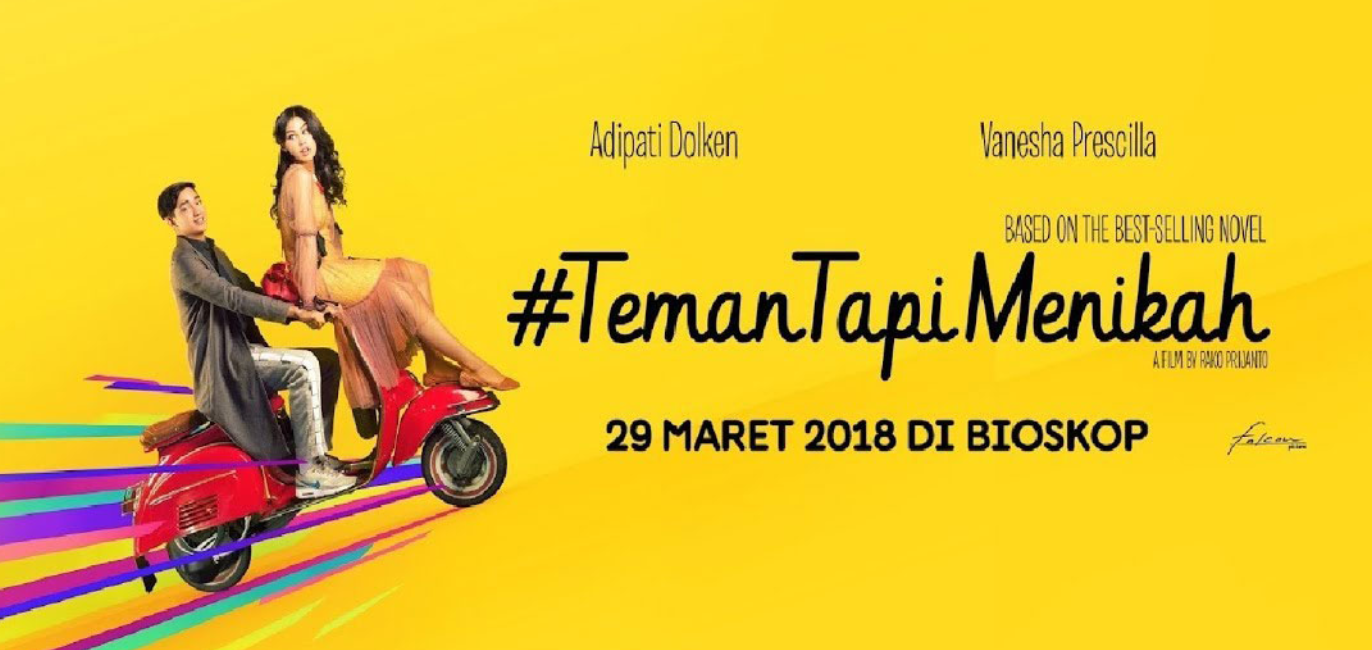 Adipati Dolken
Vanesha Prescilla
BASED ON THE BEST-SELLING NOVEL
#TemanTapiMenikah
A FILM BY RAKO PRIJANTO
29 MARET 2018 DI BIOSKOP
falcon